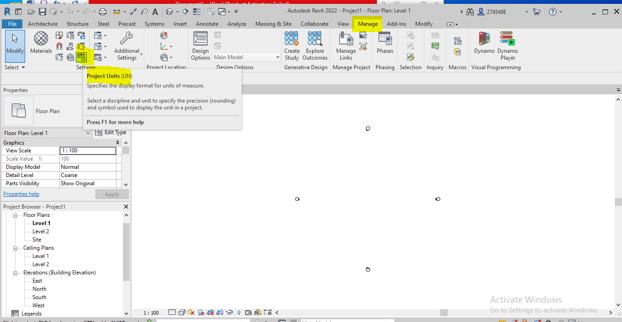 Autodesk Revit 2022 - Project1 - Floor Plan: Level 1
274549E
File Architecture Structure Steel Precast Systems Insert Annotate Analyze Massing & Site Collaborate View Manage Add-Ins Modify
Modify
Materials
Additional
Settings
Design
Options
Main Model
Create
Study
Explore
Outcomes
Manage
Links
Phases
Dynamo
Dynamo
Player
Select
Settings
Project Location
Design Options
Generative Design
Manage Project
Phasing
Selection
Inquiry
Macros
Visual Programming
Project Units (UN)
Specifies the display format for units of measure.
Select a discipline and unit to specify the precision (rounding)
and symbol used to display the unit in a project.
Press F1 for more help
Properties
Floor Plan
Floor Plan: Level 1
Edit Type
Graphics
View Scale 1 : 100
Scale Value 1: 100
Display Model Normal
Detail Level Coarse
Parts Visibility Show Original
Properties help
Apply
Project Browser - Project1
Floor Plans
Level 1
Level 2
Site
Ceiling Plans
Level 1
Level 2
Elevations (Building Elevation)
East
North
South
West
Legends
1 : 100
Activate Windows
Go to Settings to activate Windows.